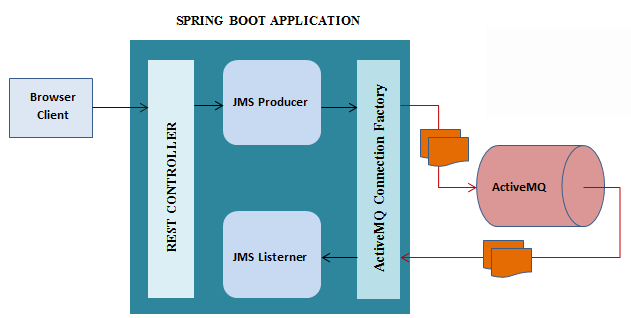 SPRING BOOT APPLICATION
Browser
Client
REST CONTROLLER
JMS Producer
JMS Listerner
ActiveMQ Connection Factory
ActiveMQ